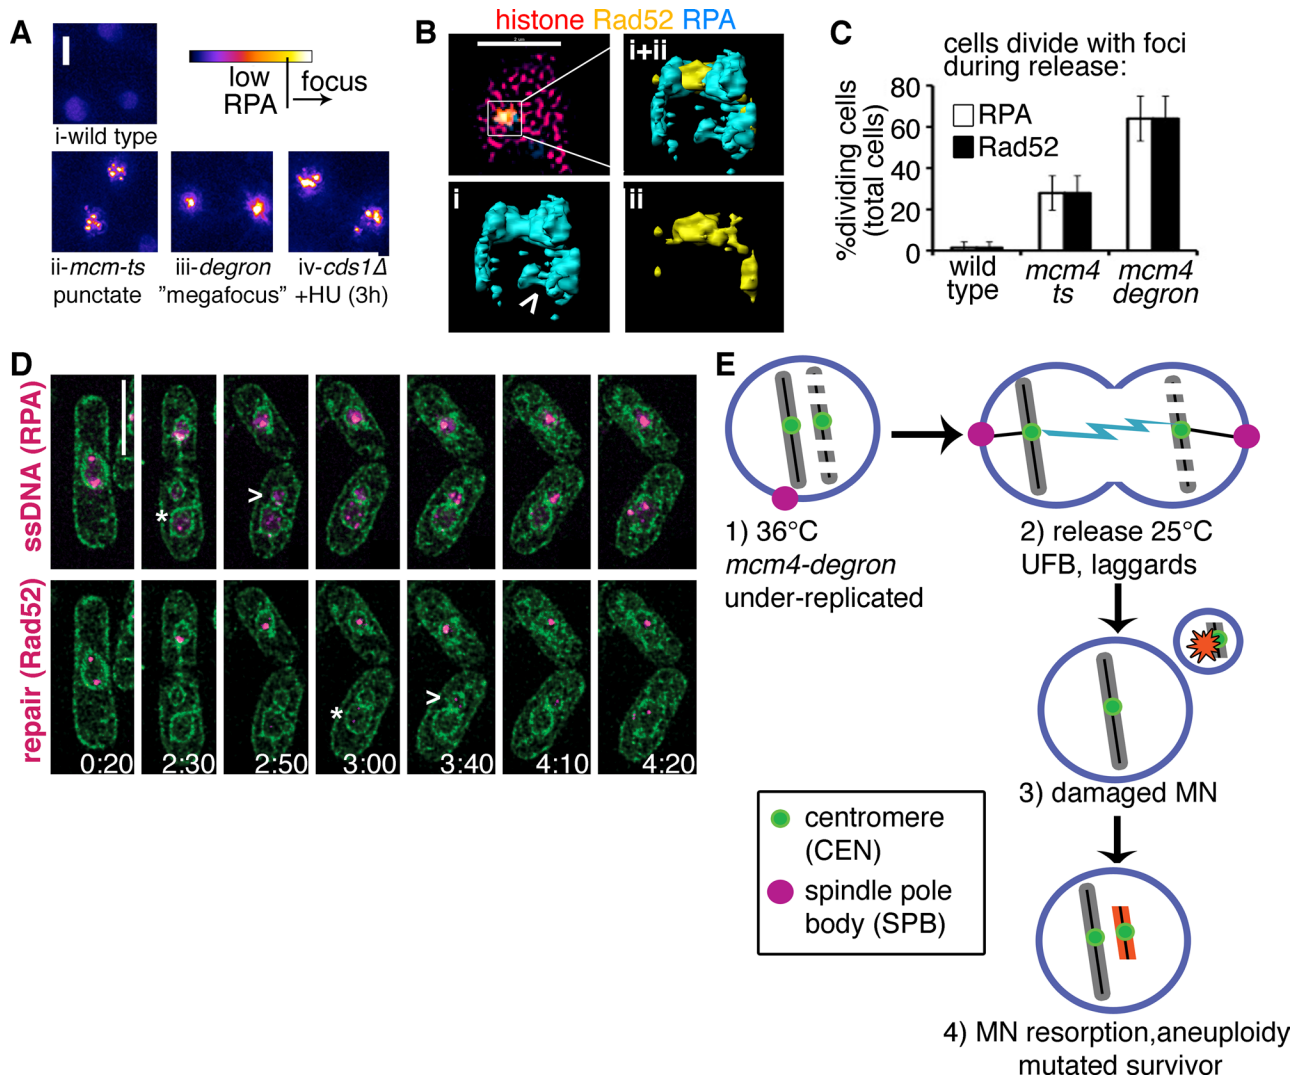 A
low
RPA
focus
i-wild type
ii-mcm-ts
punctate
iii-degron
"megafocus"
iv-cds1Δ
+HU (3h)
B
histone Rad52 RPA
i+ii
i
>
ii
C
cells divide with foci
during release:
%dividing cells
(total cells)
80
60
40
20
0
RPA
Rad52
wild
type
mcm4
ts
mcm4
degron
D
ssDNA (RPA)
*
>
repair (Rad52)
*
>
0:20
2:30
2:50
3:00
3:40
4:10
4:20
E
1) 36°C
mcm4-degron
under-replicated
2) release 25°C
UFB, laggards
3) damaged MN
centromere
(CEN)
spindle pole
body (SPB)
4) MN resorption,aneuploidy
mutated survivor